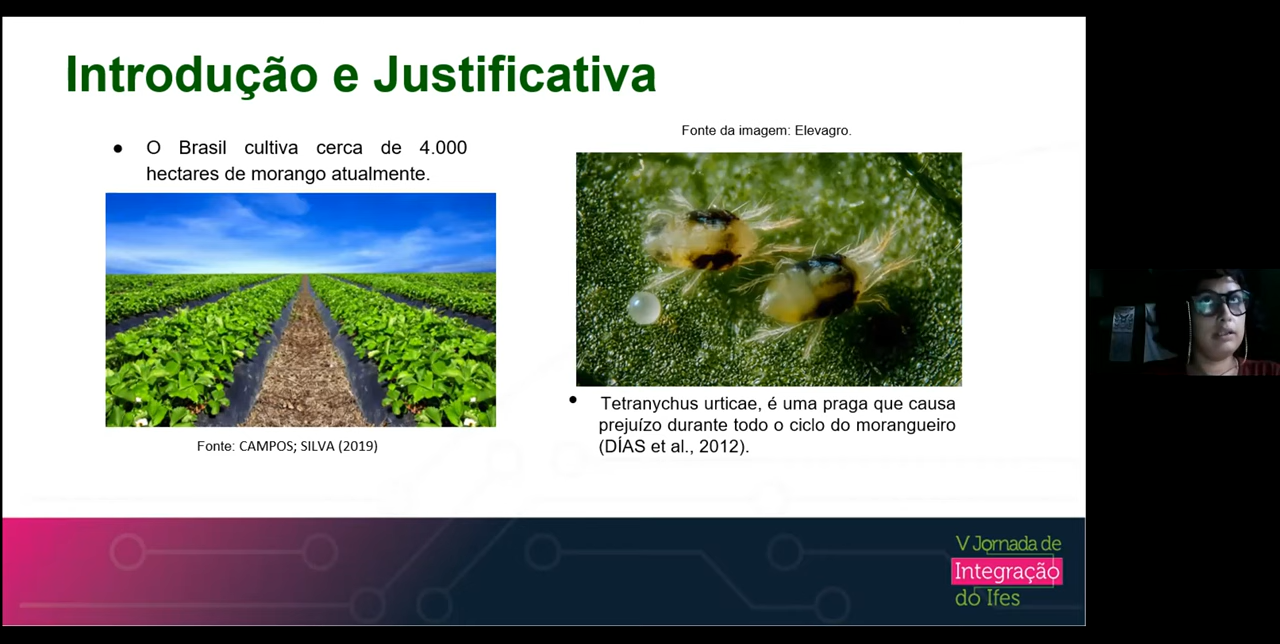 Introdução e Justificativa
● O Brasil cultiva cerca de 4.000
hectares de morango atualmente.
Fonte: CAMPOS; SILVA (2019)
Fonte da imagem: Elevagro.
● Tetranychus urticae, é uma praga que causa
prejuízo durante todo o ciclo do morangueiro
(DÍAS et al., 2012).
V Jornada de
Integração
do Ifes